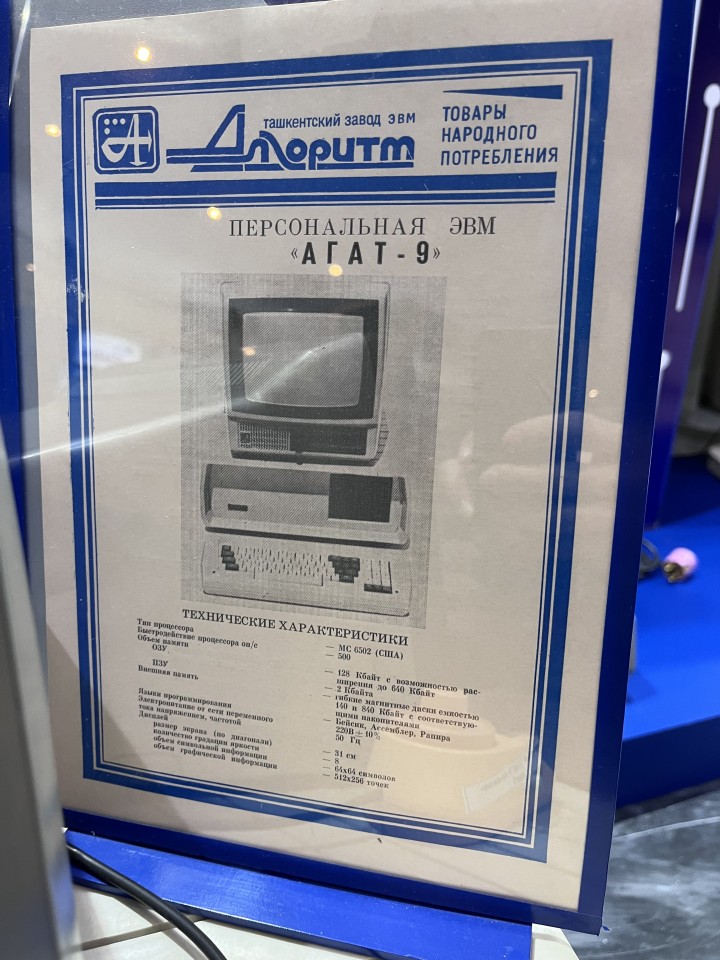 ташкентский завод эвм
Алгоритм
ТОВАРЫ
НАРОДНОГО
ПОТРЕБЛЕНИЯ
ПЕРСОНАЛЬНАЯ ЭВМ
«АГАТ-9»
ТЕХНИЧЕСКИЕ ХАРАКТЕРИСТИКИ
Тип процессора — МС 6502 (США)
Быстродействие процессора оп/с — 500
Объем памяти
ОЗУ — 128 Кбайт с возможностью рас-
ширения до 640 Кбайт
ПЗУ — 2 Кбайта
Внешняя память — гибкие магнитные диски емкостью
140 и 840 Кбайт с соответствую-
щими накопителями
Языки программирования — Бейсик, Ассемблер, Рапира
Электропитание от сети переменного
тока напряжением, частотой — 220В ± 10%
50 Гц
Дисплей
размер экрана (по диагонали) — 31 см
количество градации яркости — 8
объем символьной информации — 64х64 символов
объем графической информации — 512х256 точек